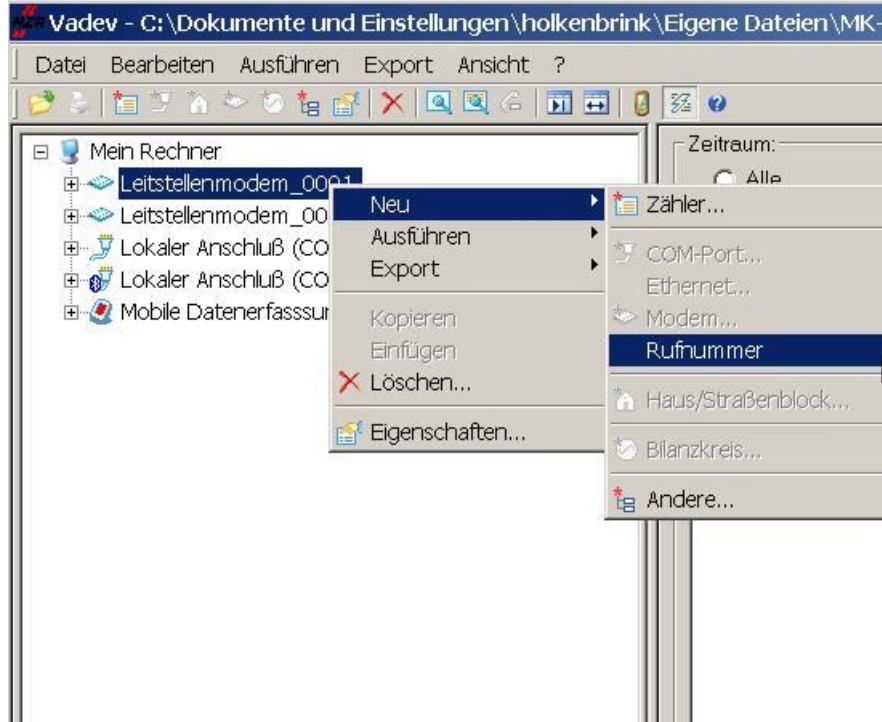 Vadev - C:\Dokumente und Einstellungen\holkenbrink\Eigene Dateien\MK-
Datei Bearbeiten Ausführen Export Ansicht ?
Mein Rechner
Leitstellenmodem_0001
Leitstellenmodem_00
Lokaler Anschluß (CO
Lokaler Anschluß (CO
Mobile Datenerfasssur
Neu
Ausführen
Export
Kopieren
Einfügen
Löschen...
Eigenschaften...
Zeitraum:
Alle
Zähler...
COM-Port...
Ethernet...
Modem...
Rufnummer
Haus/Straßenblock...
Bilanzkreis...
Andere...